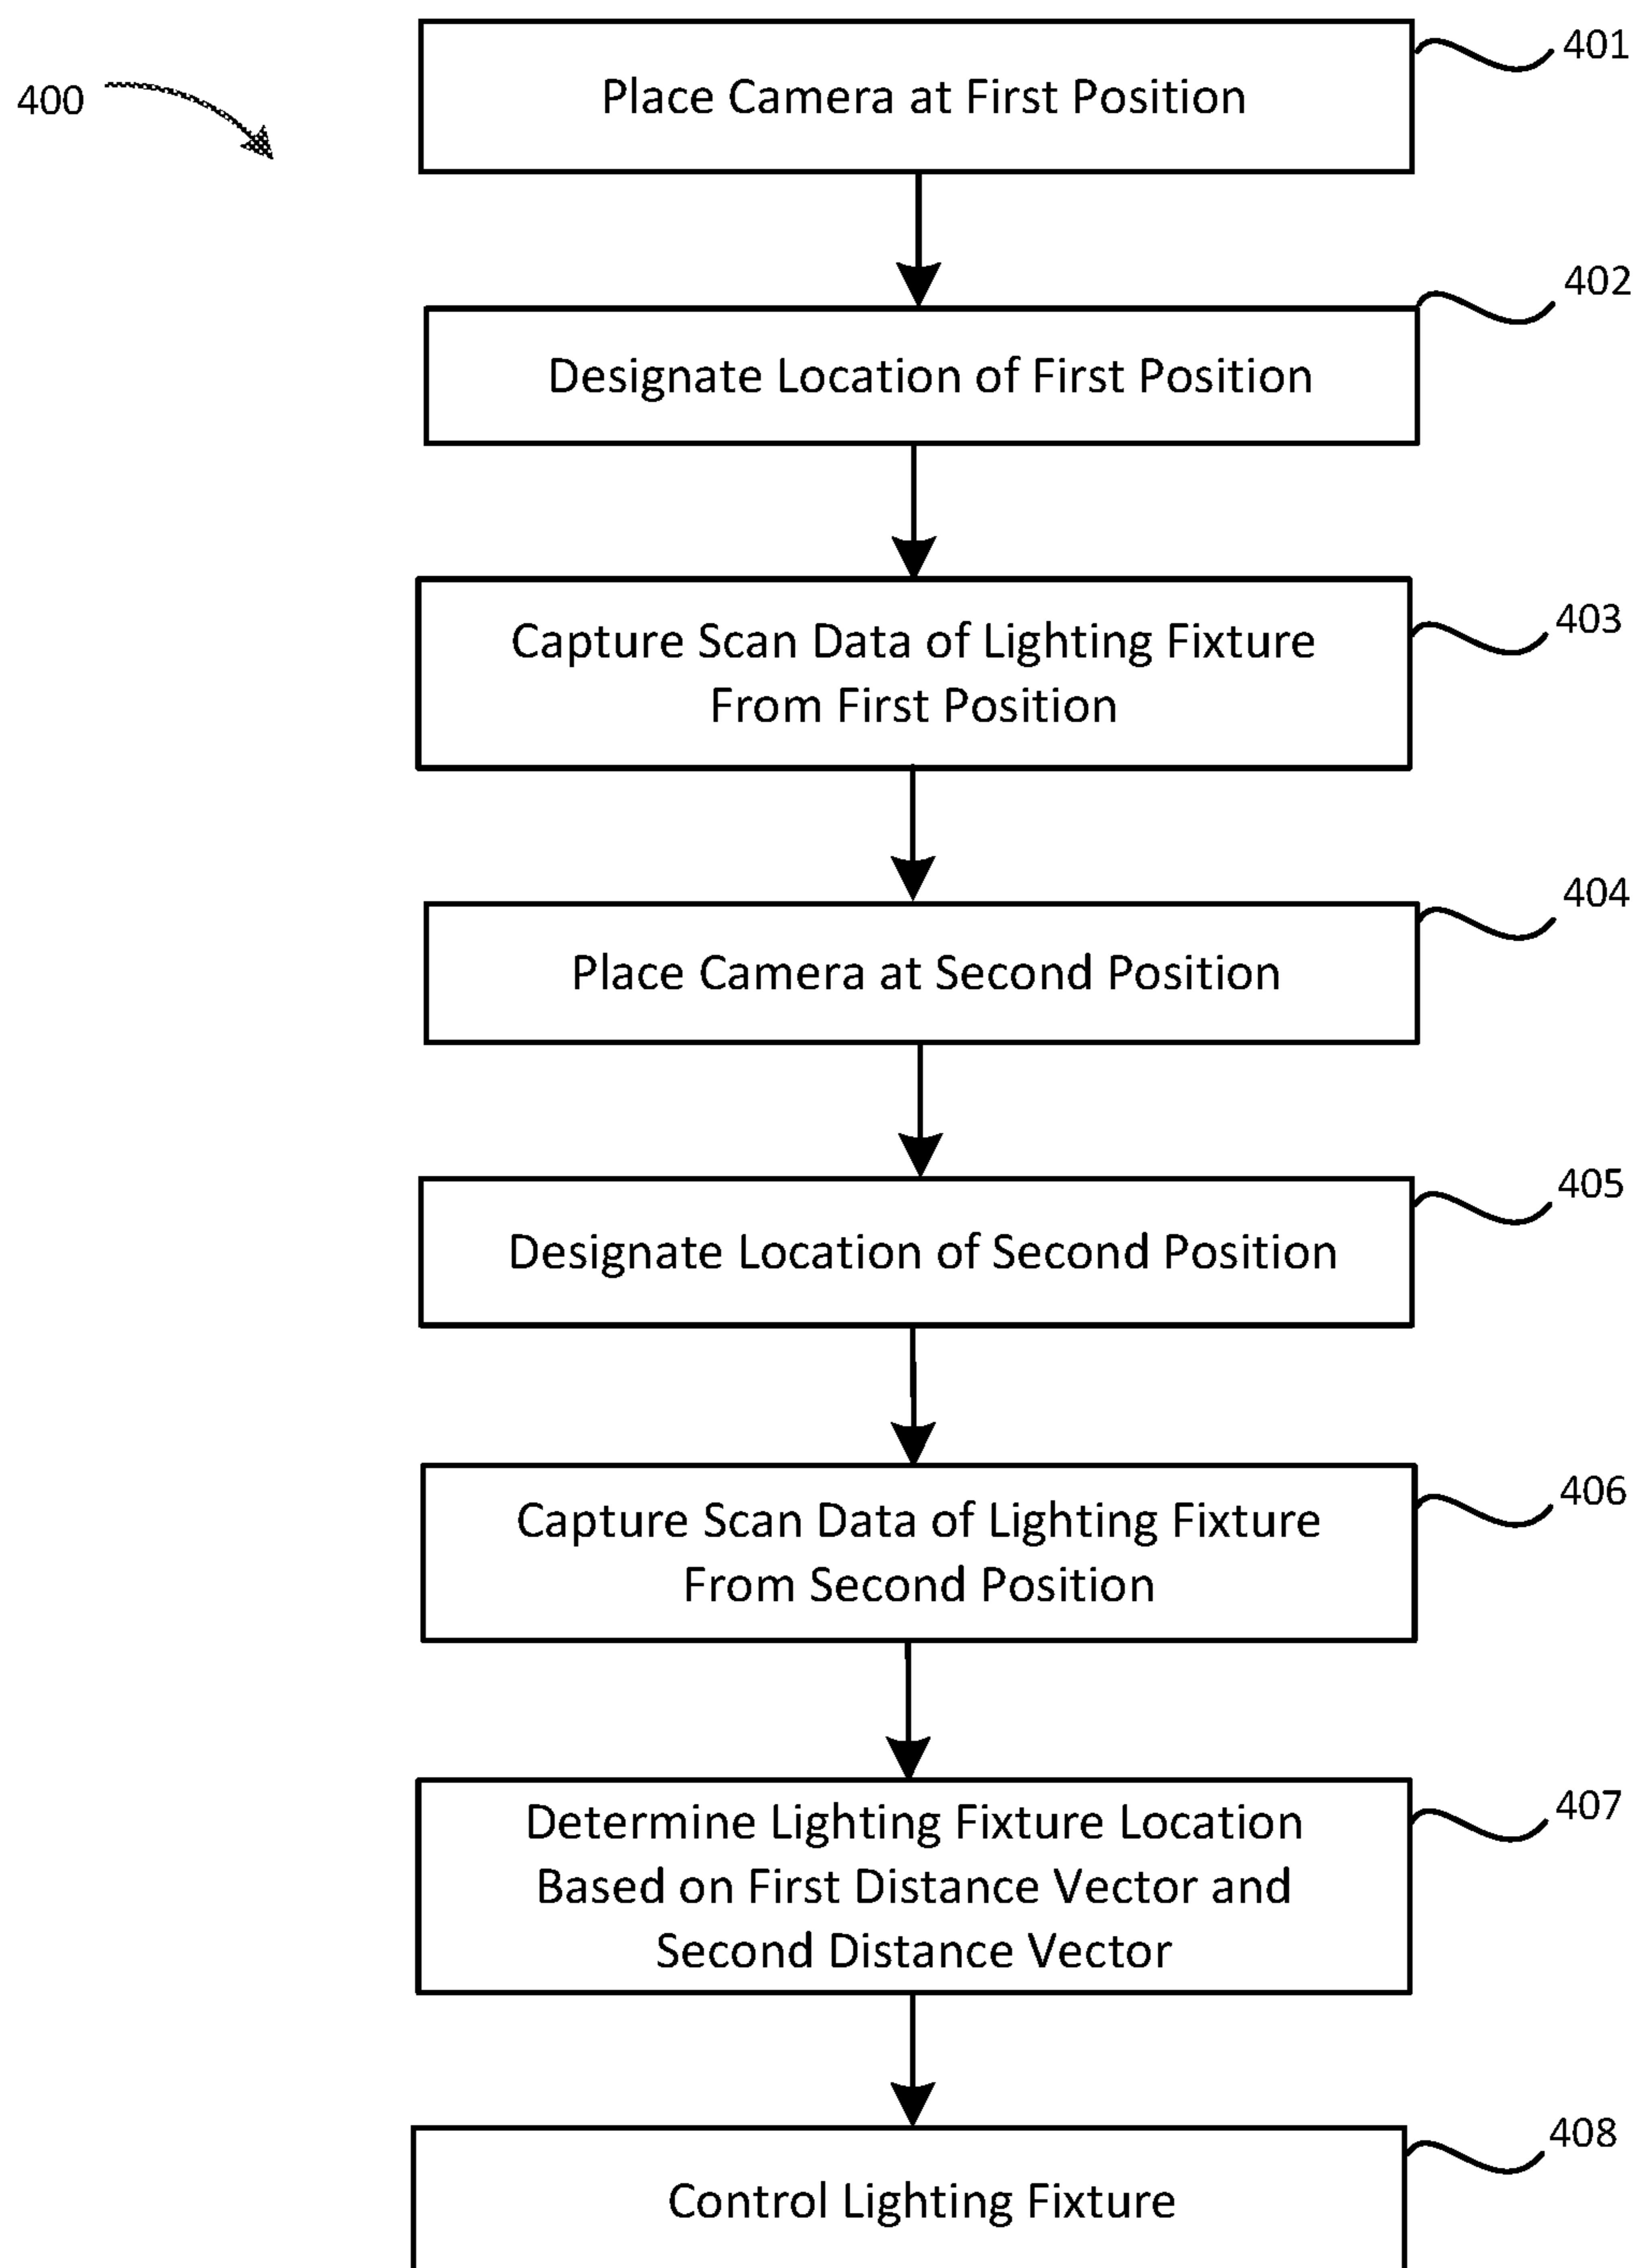 401
400
Place Camera at First Position
402
Designate Location of First Position
403
Capture Scan Data of Lighting Fixture
From First Position
404
Place Camera at Second Position
405
Designate Location of Second Position
406
Capture Scan Data of Lighting Fixture
From Second Position
407
Determine Lighting Fixture Location
Based on First Distance Vector and
Second Distance Vector
408
Control Lighting Fixture